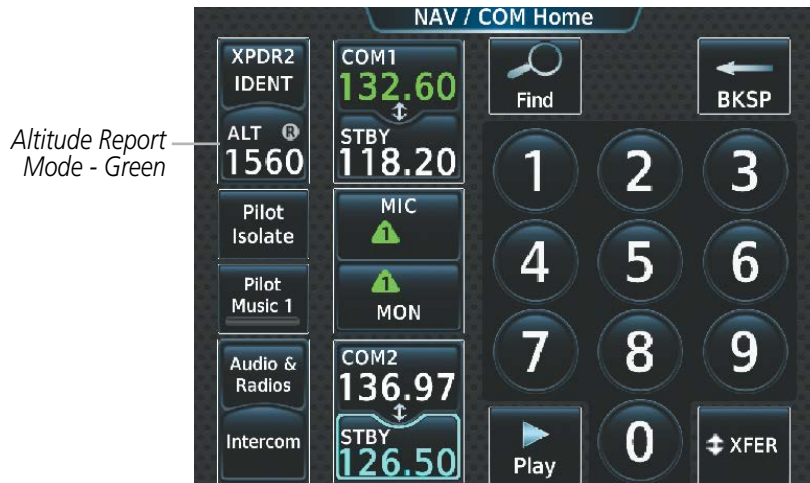 NAV / COM Home
XPDR2
IDENT
ALT R
1560
Altitude Report
Mode - Green
Pilot
Isolate
Pilot
Music 1
Audio &
Radios
Intercom
COM1
132.60
STBY
118.20
MIC
1
1
MON
COM2
136.97
STBY
126.50
Find
BKSP
1 2 3
4 5 6
7 8 9
Play
0
XFER